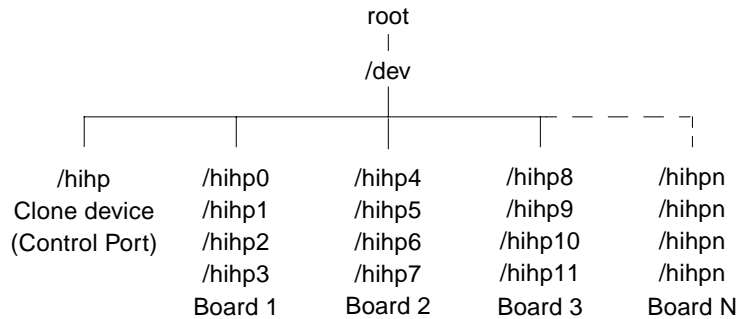 root
/dev
/hihp /hihp0 /hihp4 /hihp8 /hihpn
Clone device /hihp1 /hihp5 /hihp9 /hihpn
(Control Port) /hihp2 /hihp6 /hihp10 /hihpn
/hihp3 /hihp7 /hihp11 /hihpn
Board 1 Board 2 Board 3 Board N